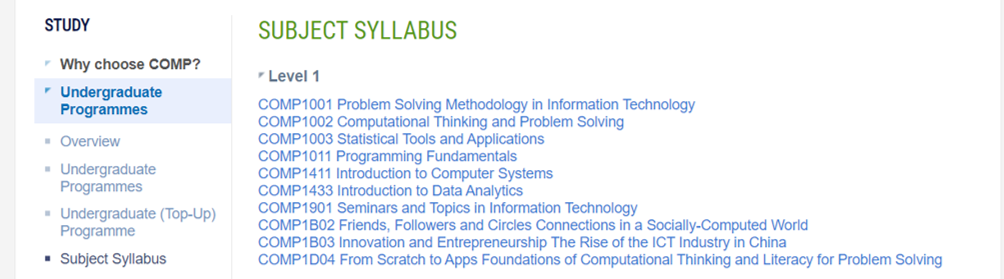 STUDY
Why choose COMP?
Undergraduate
Programmes
Overview
Undergraduate
Programmes
Undergraduate (Top-Up)
Programme
Subject Syllabus
SUBJECT SYLLABUS
Level 1
COMP1001 Problem Solving Methodology in Information Technology
COMP1002 Computational Thinking and Problem Solving
COMP1003 Statistical Tools and Applications
COMP1011 Programming Fundamentals
COMP1411 Introduction to Computer Systems
COMP1433 Introduction to Data Analytics
COMP1901 Seminars and Topics in Information Technology
COMP1B02 Friends, Followers and Circles Connections in a Socially-Computed World
COMP1B03 Innovation and Entrepreneurship The Rise of the ICT Industry in China
COMP1D04 From Scratch to Apps Foundations of Computational Thinking and Literacy for Problem Solving